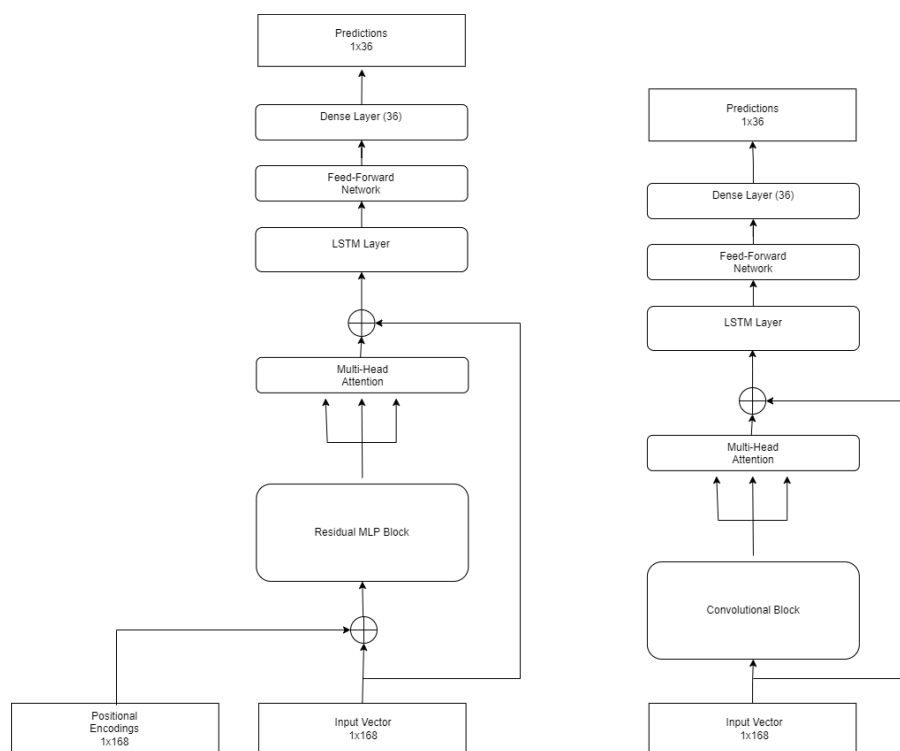 Predictions
1x36
Dense Layer (36)
Feed-Forward
Network
LSTM Layer
Multi-Head
Attention
Residual MLP Block
Positional
Encodings
1x168
Input Vector
1x168
Predictions
1x36
Dense Layer (36)
Feed-Forward
Network
LSTM Layer
Multi-Head
Attention
Convolutional Block
Input Vector
1x168